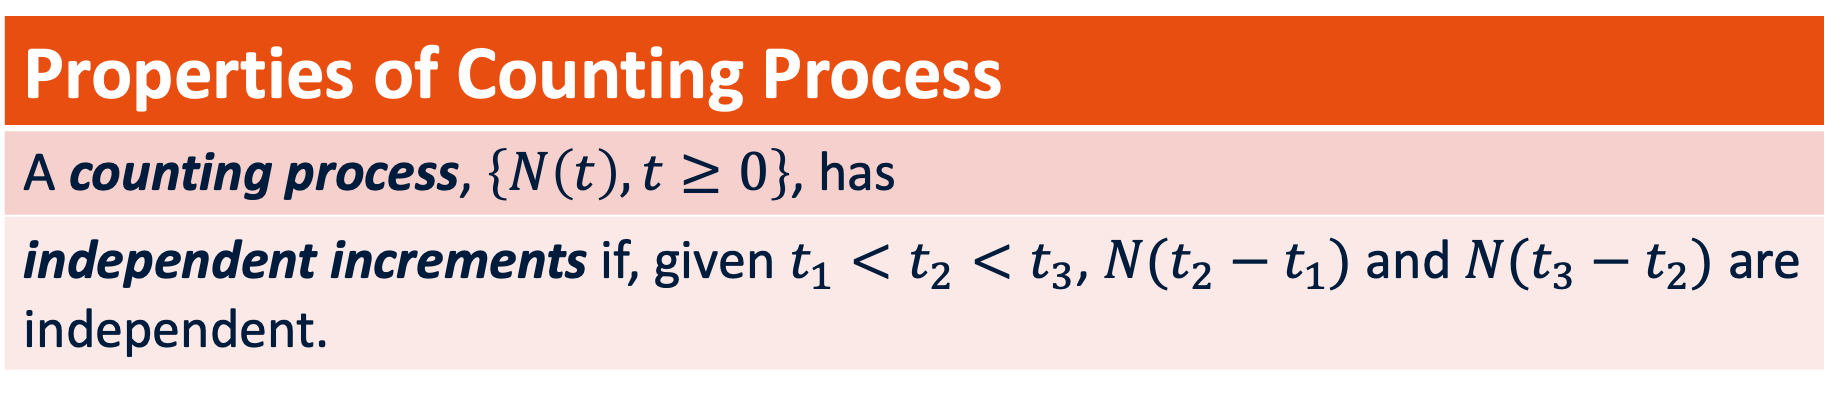 Properties of Counting Process
A counting process, {N(t), t ≥ 0}, has
independent increments if, given t₁ < t₂ < t₃, N(t₂ − t₁) and N(t₃ − t₂) are
independent.